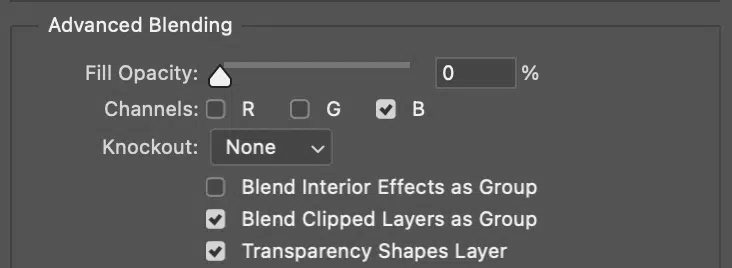 Advanced Blending
Fill Opacity: 0 %
Channels: R G B
Knockout: None
Blend Interior Effects as Group
Blend Clipped Layers as Group
Transparency Shapes Layer